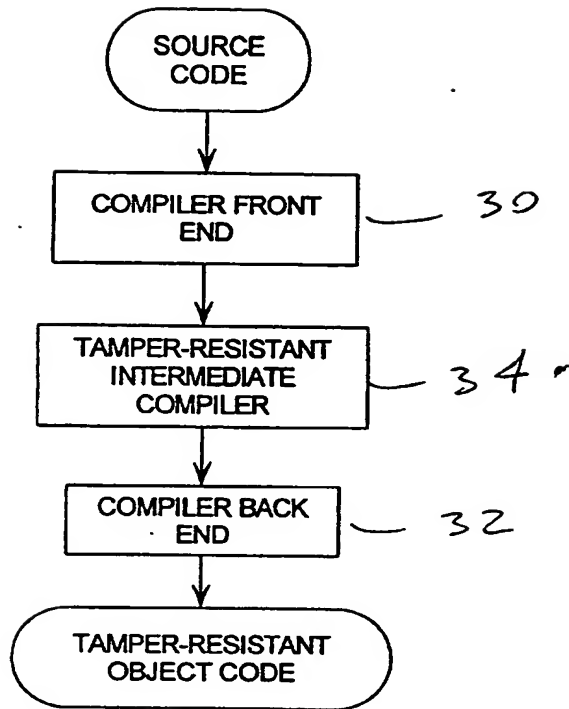 SOURCE
CODE
COMPILER FRONT
END
30
TAMPER-RESISTANT
INTERMEDIATE
COMPILER
34
COMPILER BACK
END
32
TAMPER-RESISTANT
OBJECT CODE